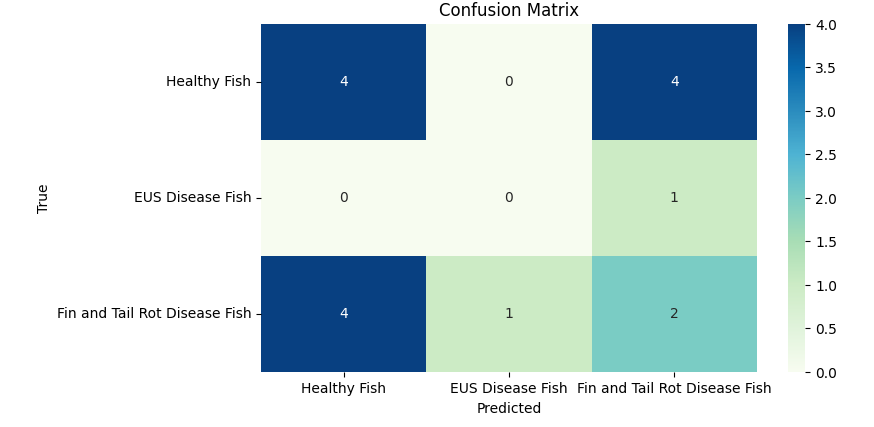 Confusion Matrix
Healthy Fish 4 0 4
EUS Disease Fish 0 0 1
Fin and Tail Rot Disease Fish 4 1 2
Healthy Fish EUS Disease Fish Fin and Tail Rot Disease Fish
Predicted
True
4.0
3.5
3.0
2.5
2.0
1.5
1.0
0.5
0.0